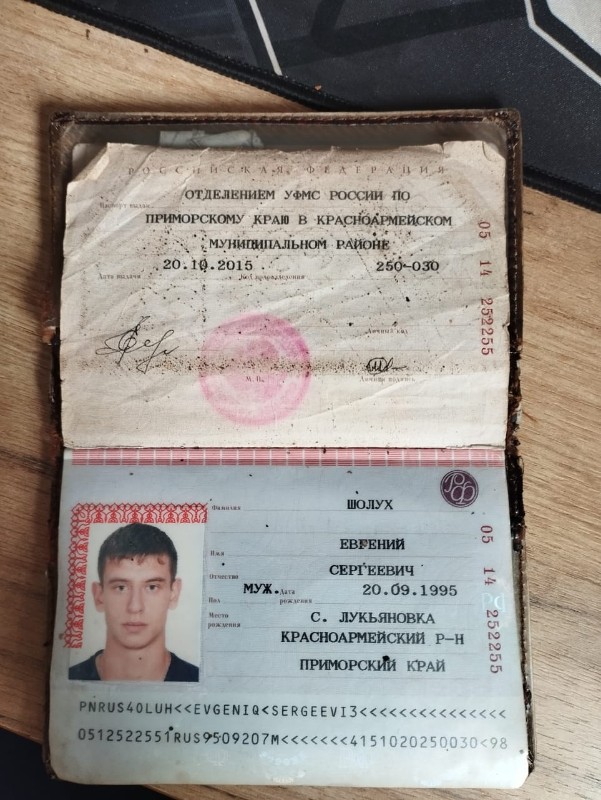 РОССИЙСКАЯ ФЕДЕРАЦИЯ
Паспорт выдан
ОТДЕЛЕНИЕМ УФМС РОССИИ ПО
ПРИМОРСКОМУ КРАЮ В КРАСНОАРМЕЙСКОМ
МУНИЦИПАЛЬНОМ РАЙОНЕ
20.10.2015 250-030
Дата выдачи Код подразделения
Личный код
М. П. Личная подпись
05 14 252255
Фамилия ШОЛУХ
Имя ЕВГЕНИЙ
Отчество СЕРГЕЕВИЧ
Пол МУЖ. Дата рождения 20.09.1995
Место рождения С. ЛУКЬЯНОВКА
КРАСНОАРМЕЙСКИЙ Р-Н
ПРИМОРСКИЙ КРАЙ
05 14 252255
PNRUS4OLUH<<EVGENIQ<SERGEEVI3<<<<<<<<<<<<<<<
0512522551RUS9509207M<<<<<<<4151020250030<98